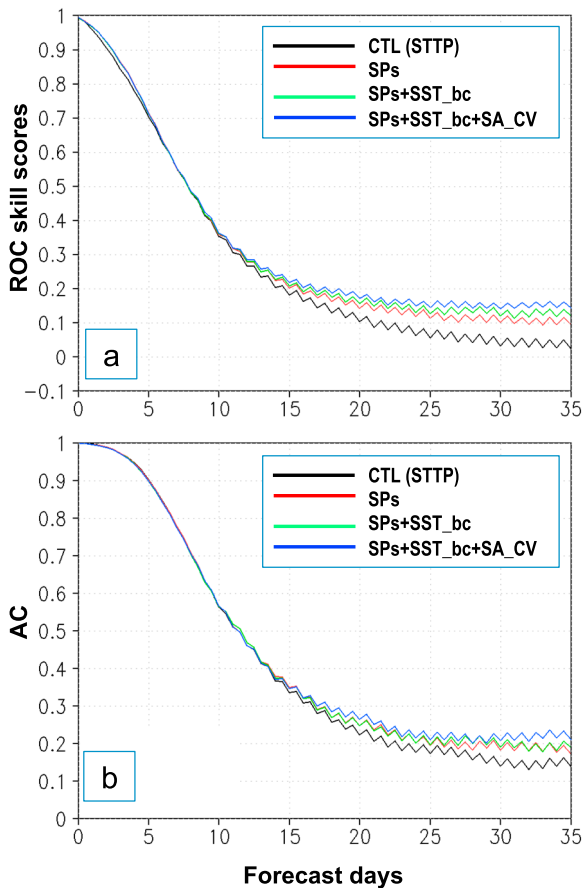 ROC skill scores
1
0.9
0.8
0.7
0.6
0.5
0.4
0.3
0.2
0.1
0
−0.1
CTL (STTP)
SPs
SPs+SST_bc
SPs+SST_bc+SA_CV
a
0 5 10 15 20 25 30 35
AC
1
0.9
0.8
0.7
0.6
0.5
0.4
0.3
0.2
0.1
0
CTL (STTP)
SPs
SPs+SST_bc
SPs+SST_bc+SA_CV
b
0 5 10 15 20 25 30 35
Forecast days